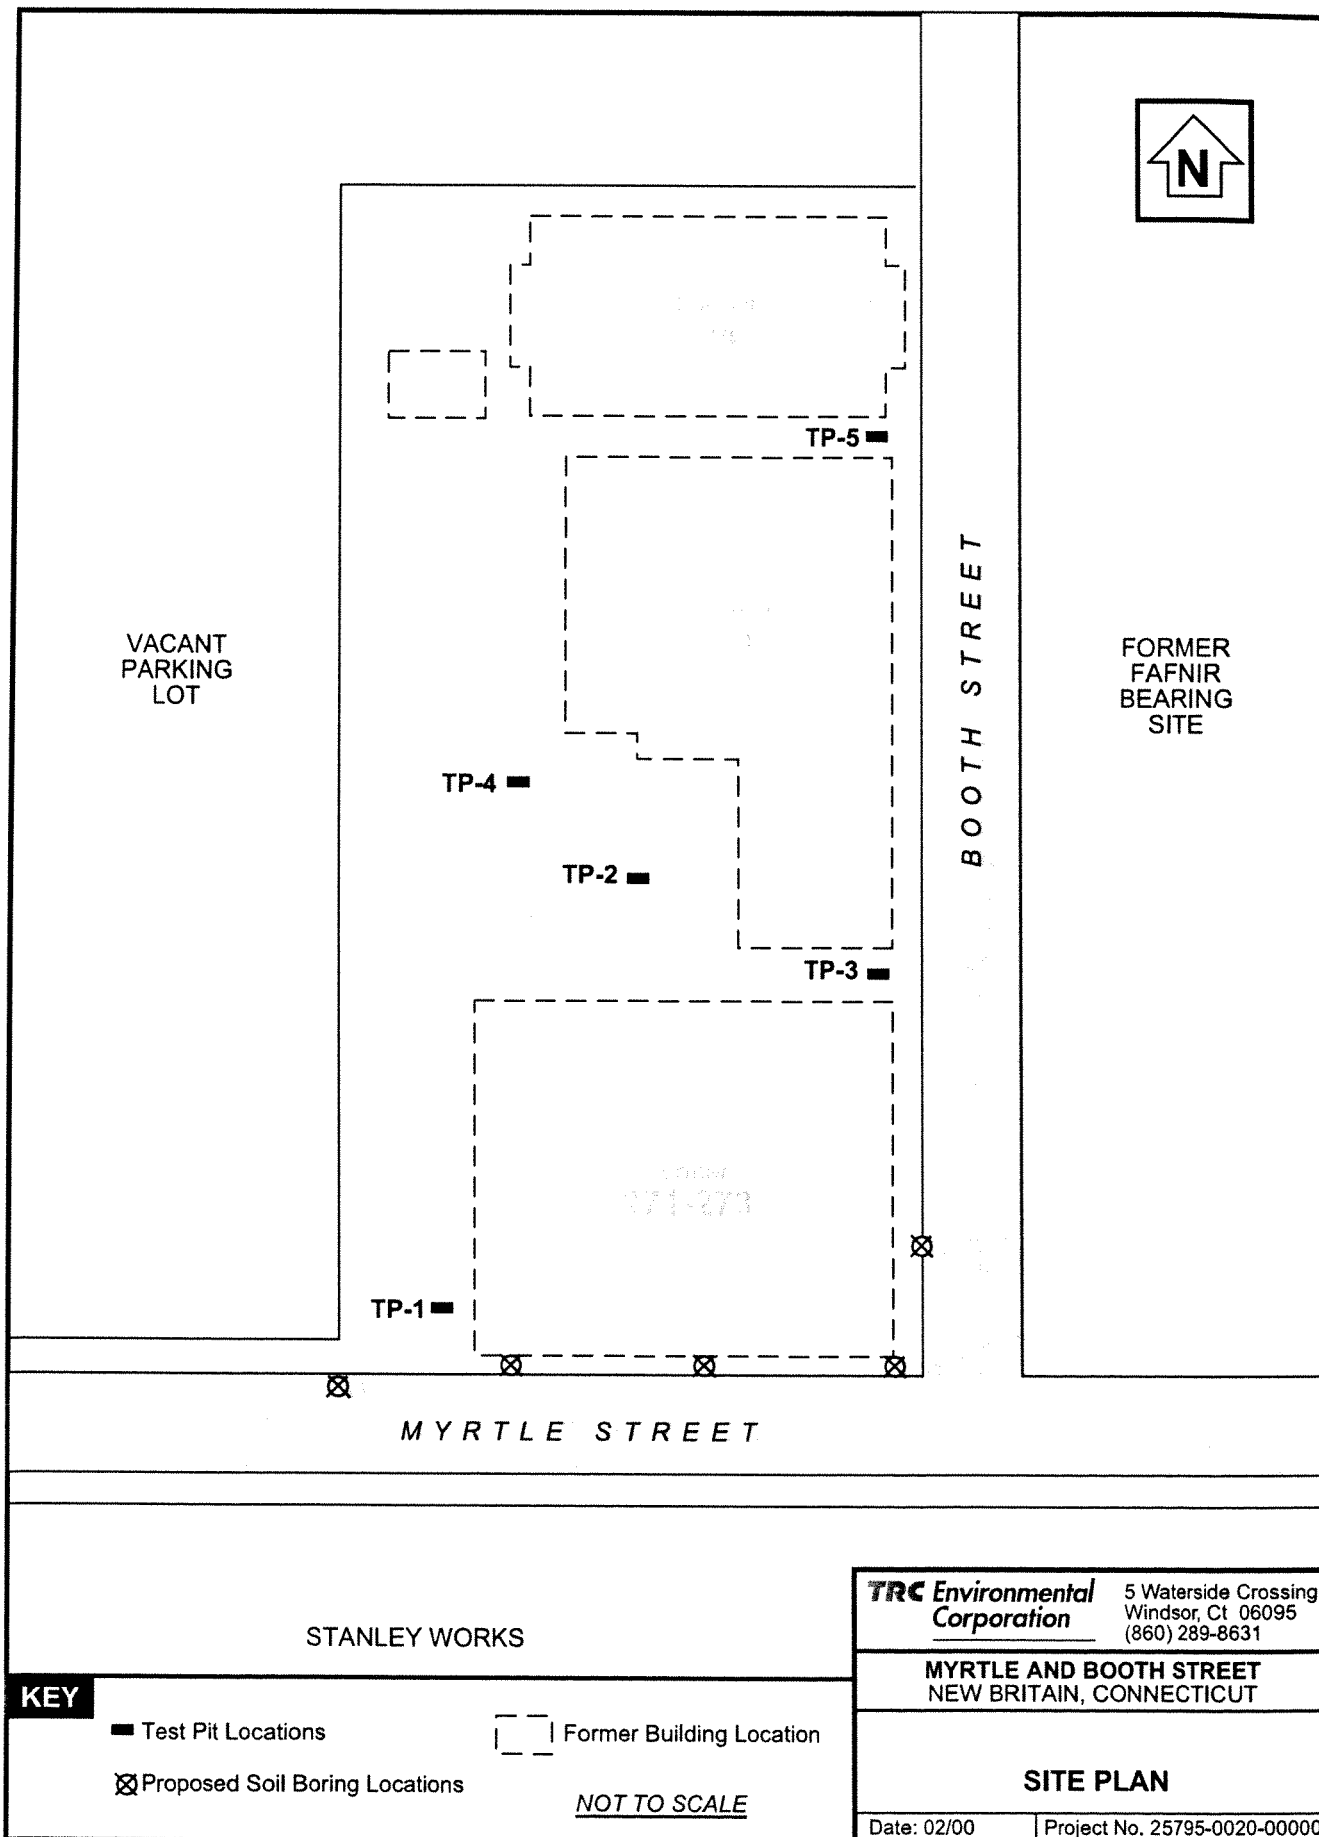 N
TP-5
BOOTH STREET
VACANT
PARKING
LOT
FORMER
FAFNIR
BEARING
SITE
TP-4
TP-2
TP-3
271-273
TP-1
MYRTLE STREET
STANLEY WORKS
TRC Environmental
Corporation
5 Waterside Crossing
Windsor, Ct 06095
(860) 289-8631
MYRTLE AND BOOTH STREET
NEW BRITAIN, CONNECTICUT
KEY
Test Pit Locations
Former Building Location
Proposed Soil Boring Locations
NOT TO SCALE
SITE PLAN
Date: 02/00
Project No. 25795-0020-00000